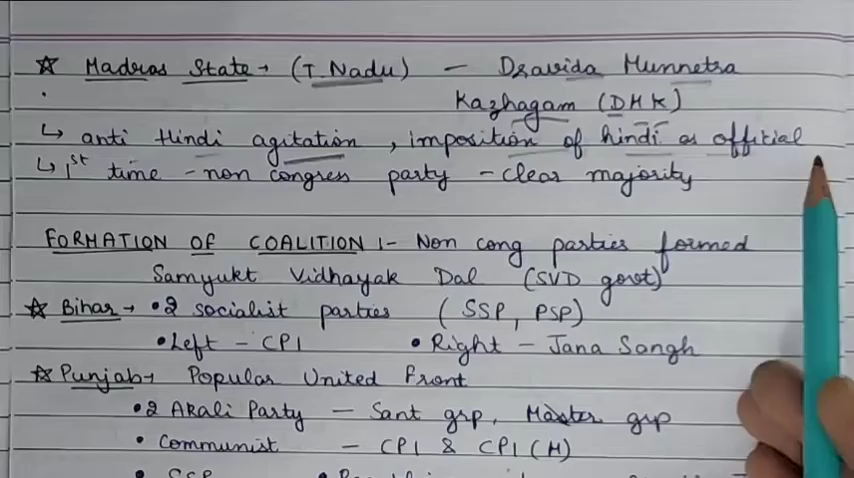 ☆ Madras State → (T. Nadu) - Dravida Munnetra
Kazhagam (DMK)
↳ anti Hindi agitation, imposition of hindi as official
↳ 1st time - non congress party - clear majority
FORMATION OF COALITION :- Non cong parties formed
Samyukt Vidhayak Dal (SVD govt)
☆ Bihar → • 2 socialist parties (SSP, PSP)
• Left - CPI • Right - Jana Sangh
☆ Punjab → Popular United Front
• 2 Akali Party - Sant grp, Master grp
• Communist - CPI & CPI (M)
• SSP